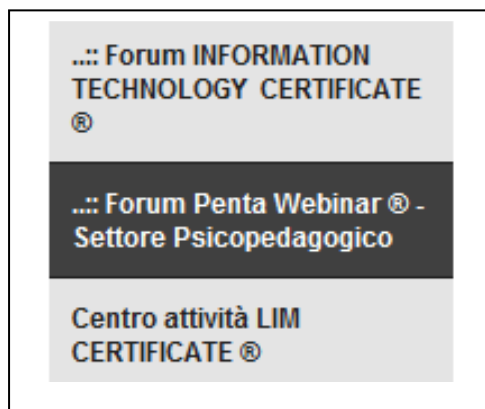 ..:: Forum INFORMATION
TECHNOLOGY CERTIFICATE
®
..:: Forum Penta Webinar ® -
Settore Psicopedagogico
Centro attività LIM
CERTIFICATE ®